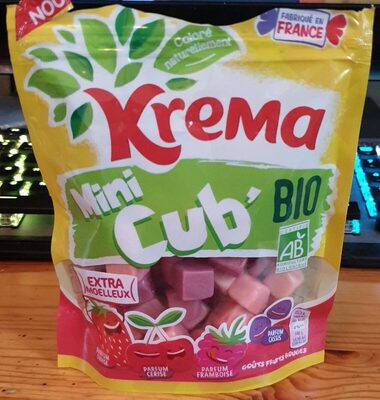 NOU
Coloré
naturellement
FABRIQUÉ EN
FRANCE
Krema
Mini
Cub'
BIO
AB
EXTRA
MOELLEUX
PARFUM
CERISE
PARFUM
FRAMBOISE
PARFUM
CASSIS
GOÛTS FRUITS ROUGES